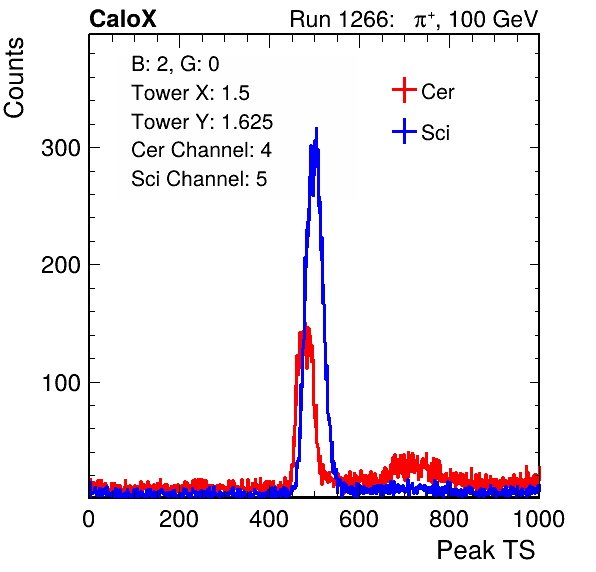 CaloX Run 1266: π⁺, 100 GeV
B: 2, G: 0
Tower X: 1.5
Tower Y: 1.625
Cer Channel: 4
Sci Channel: 5
Cer
Sci
Counts
300
200
100
0 200 400 600 800 1000
Peak TS